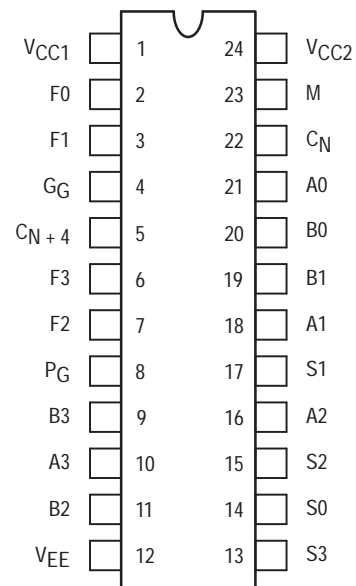 VCC1 1 24 VCC2
F0 2 23 M
F1 3 22 CN
GG 4 21 A0
CN + 4 5 20 B0
F3 6 19 B1
F2 7 18 A1
PG 8 17 S1
B3 9 16 A2
A3 10 15 S2
B2 11 14 S0
VEE 12 13 S3